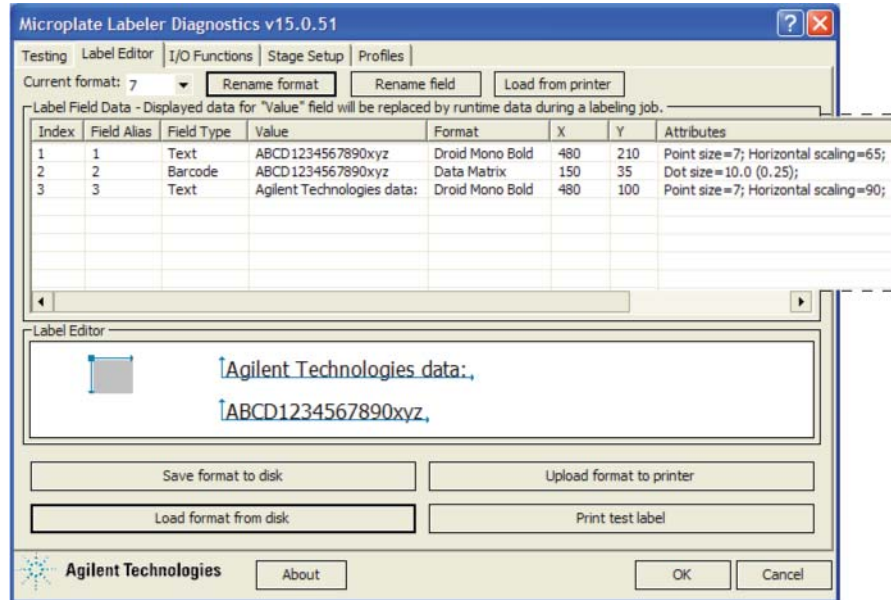 Microplate Labeler Diagnostics v15.0.51
Testing Label Editor I/O Functions Stage Setup Profiles
Current format: 7 Rename format Rename field Load from printer
Label Field Data - Displayed data for "Value" field will be replaced by runtime data during a labeling job.
Index Field Alias Field Type Value Format X Y Attributes
1 1 Text ABCD1234567890xyz Droid Mono Bold 480 210 Point size=7; Horizontal scaling=65;
2 2 Barcode ABCD1234567890xyz Data Matrix 150 35 Dot size=10.0 (0.25);
3 3 Text Agilent Technologies data: Droid Mono Bold 480 100 Point size=7; Horizontal scaling=90;
Label Editor
Agilent Technologies data:
ABCD1234567890xyz
Save format to disk Upload format to printer
Load format from disk Print test label
Agilent Technologies About OK Cancel